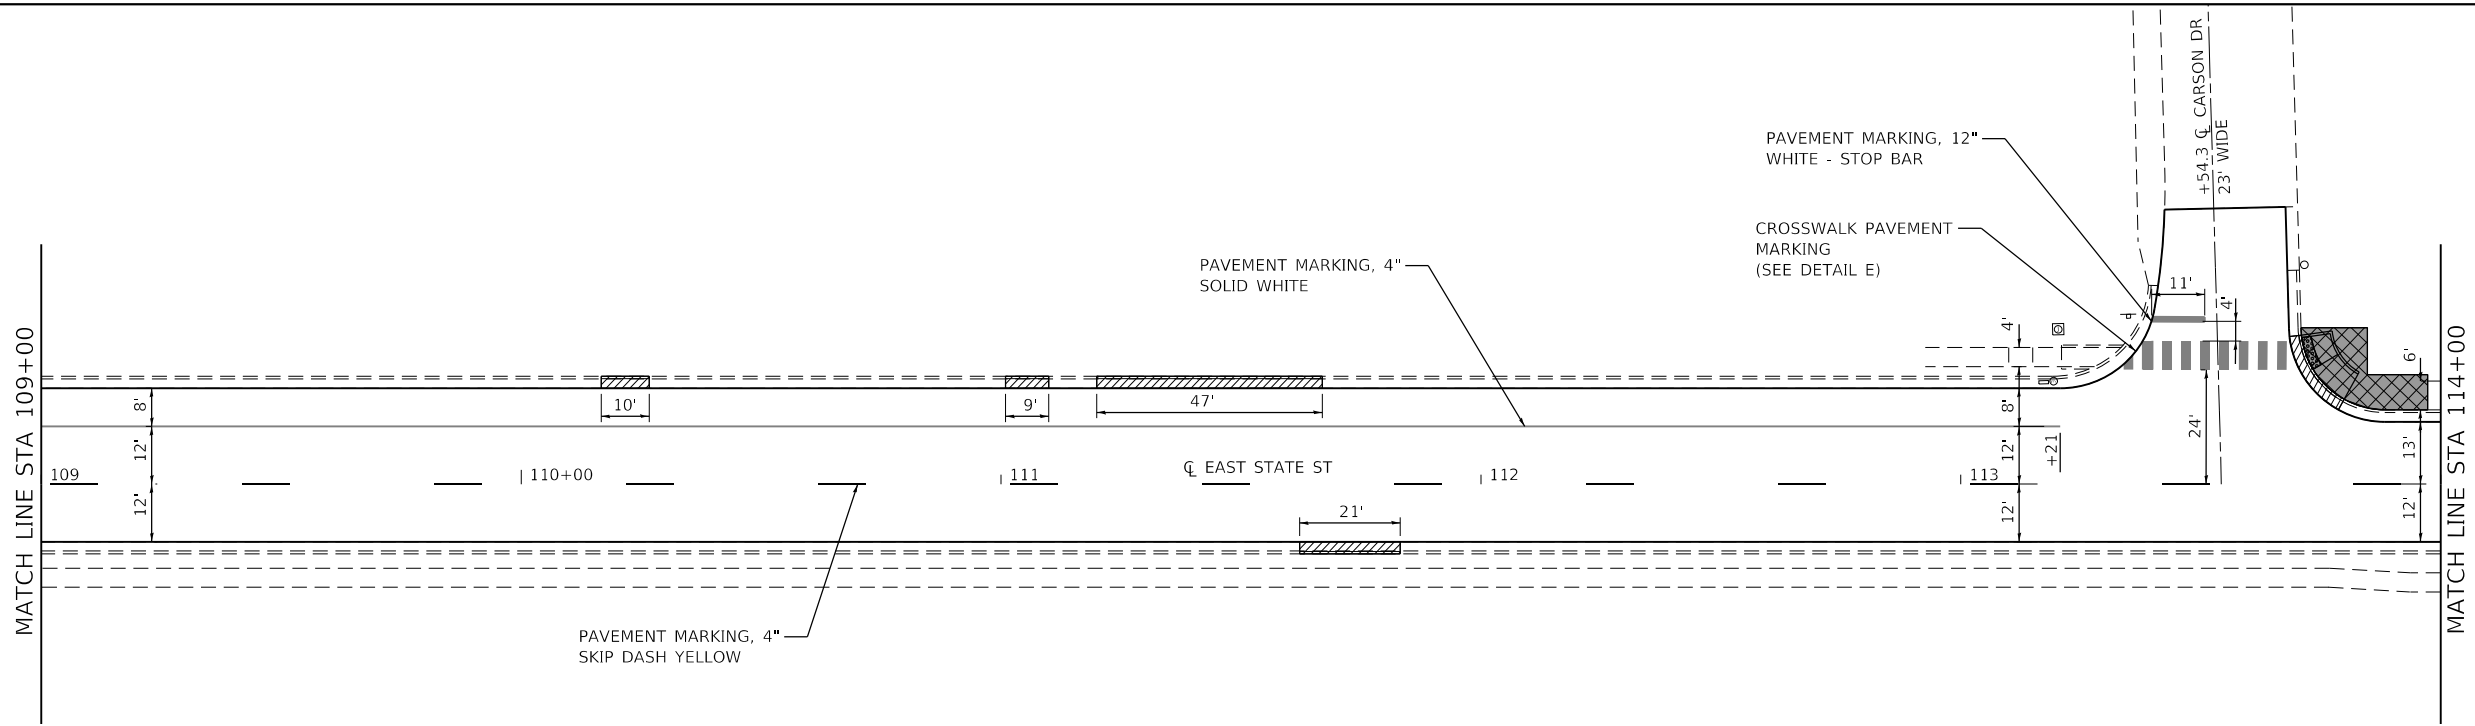 MATCH LINE STA 109+00
8'
12'
12'
109
110+00
111
112
113
10'
9'
47'
21'
℄ EAST STATE ST
PAVEMENT MARKING, 4"
SKIP DASH YELLOW
PAVEMENT MARKING, 4"
SOLID WHITE
PAVEMENT MARKING, 12"
WHITE - STOP BAR
CROSSWALK PAVEMENT
MARKING
(SEE DETAIL E)
+54.3 ℄ CARSON DR
23' WIDE
11'
4'
4'
8'
12'
12'
+21
24'
6'
13'
12'
MATCH LINE STA 114+00